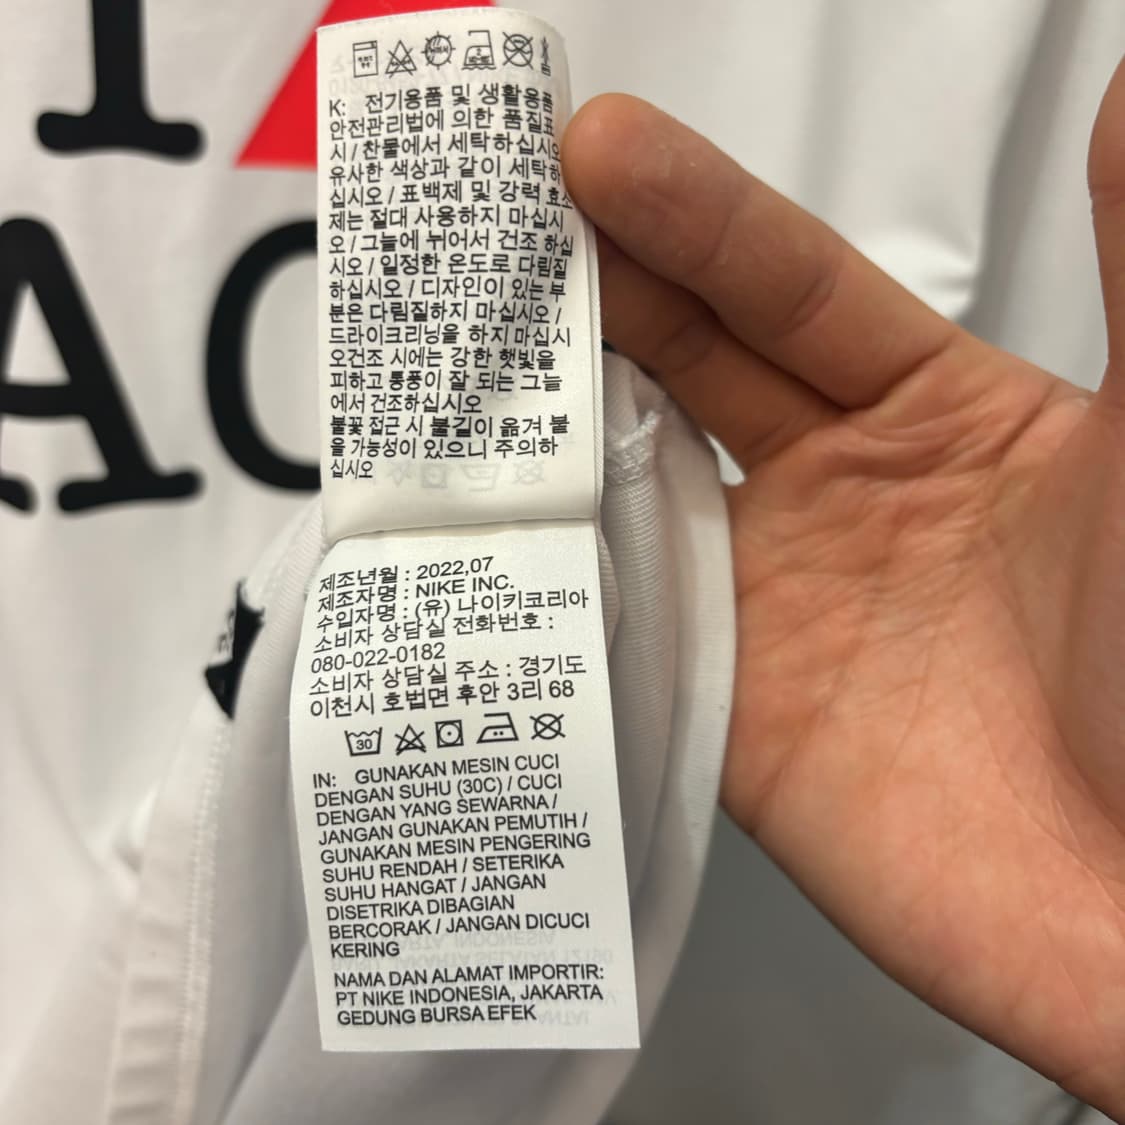 I
AC
K: 전기용품 및 생활용품
안전관리법에 의한 품질표
시 / 찬물에서 세탁하십시오
유사한 색상과 같이 세탁하
십시오 / 표백제 및 강력 효소
제는 절대 사용하지 마십시
오 / 그늘에 뉘어서 건조 하십
시오 / 일정한 온도로 다림질
하십시오 / 디자인이 있는 부
분은 다림질하지 마십시오 /
드라이크리닝을 하지 마십시
오건조 시에는 강한 햇빛을
피하고 통풍이 잘 되는 그늘
에서 건조하십시오
불꽃 접근 시 불길이 옮겨 붙
을 가능성이 있으니 주의하
십시오
제조년월 : 2022,07
제조자명 : NIKE INC.
수입자명 : (유) 나이키코리아
소비자 상담실 전화번호 :
080-022-0182
소비자 상담실 주소 : 경기도
이천시 호법면 후안 3리 68
30
IN: GUNAKAN MESIN CUCI
DENGAN SUHU (30C) / CUCI
DENGAN YANG SEWARNA /
JANGAN GUNAKAN PEMUTIH /
GUNAKAN MESIN PENGERING
SUHU RENDAH / SETERIKA
SUHU HANGAT / JANGAN
DISETRIKA DIBAGIAN
BERCORAK / JANGAN DICUCI
KERING
NAMA DAN ALAMAT IMPORTIR:
PT NIKE INDONESIA, JAKARTA
GEDUNG BURSA EFEK